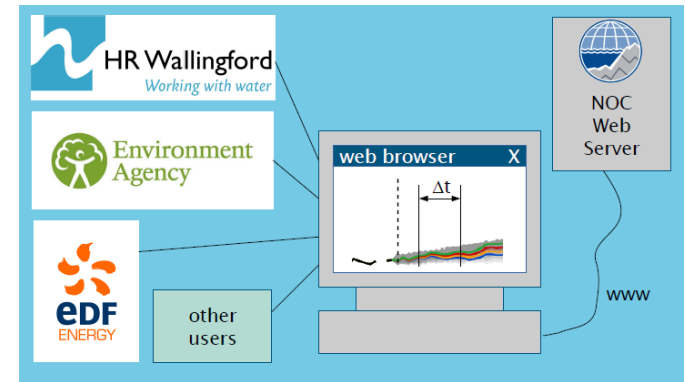 HR Wallingford
Working with water
Environment
Agency
eDF
ENERGY
other
users
web browser X
Δt
NOC
Web
Server
www